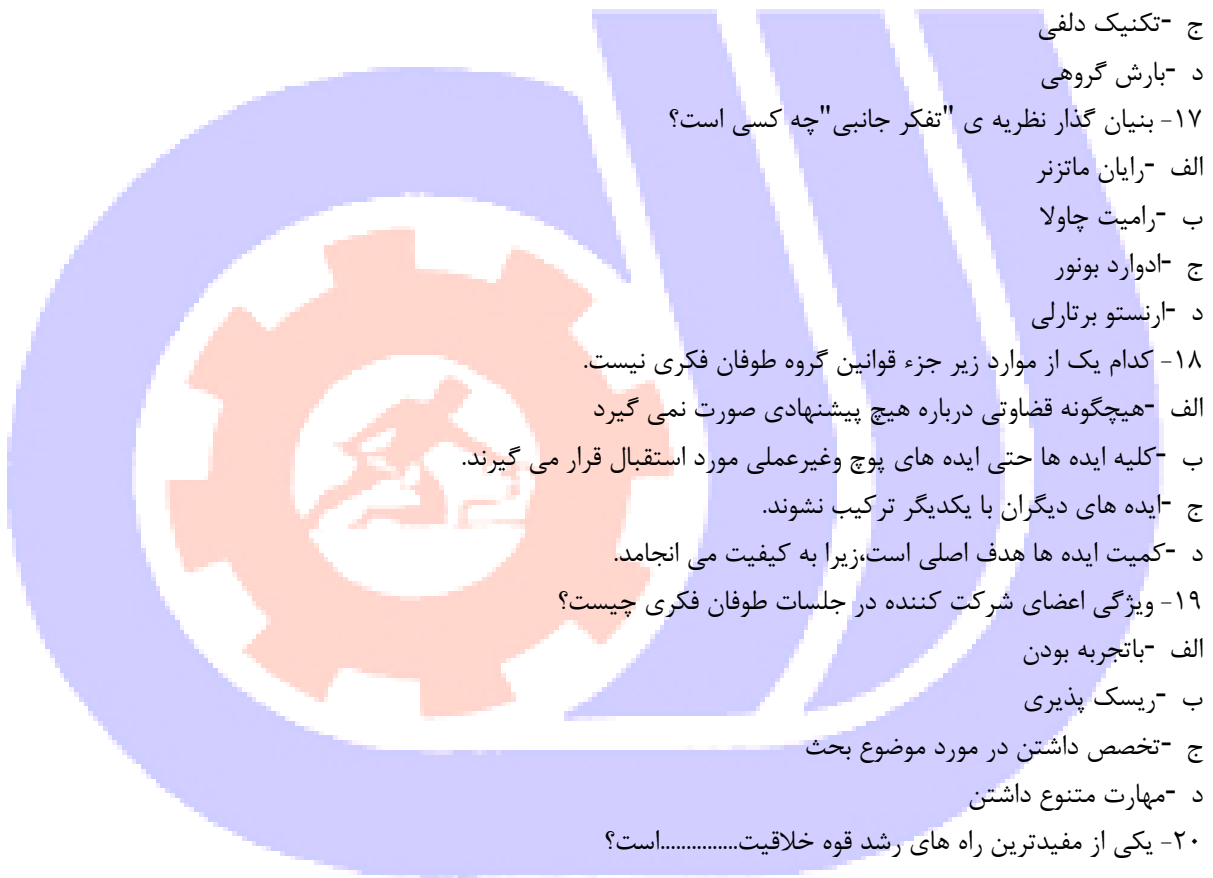 ج -تکنیک دلفی
د -بارش گروهی
۱۷- بنیان گذار نظریه ی "تفکر جانبی"چه کسی است؟
الف -رایان ماتزنر
ب -رامیت چاولا
ج -ادوارد بونور
د -ارنستو برتارلی
۱۸- کدام یک از موارد زیر جزء قوانین گروه طوفان فکری نیست.
الف -هیچگونه قضاوتی درباره هیچ پیشنهادی صورت نمی گیرد
ب -کلیه ایده ها حتی ایده های پوچ وغیرعملی مورد استقبال قرار می گیرند.
ج -ایده های دیگران با یکدیگر ترکیب نشوند.
د -کمیت ایده ها هدف اصلی است،زیرا به کیفیت می انجامد.
۱۹- ویژگی اعضای شرکت کننده در جلسات طوفان فکری چیست؟
الف -باتجربه بودن
ب -ریسک پذیری
ج -تخصص داشتن در مورد موضوع بحث
د -مهارت متنوع داشتن
۲۰- یکی از مفیدترین راه های رشد قوه خلاقیت...............است؟